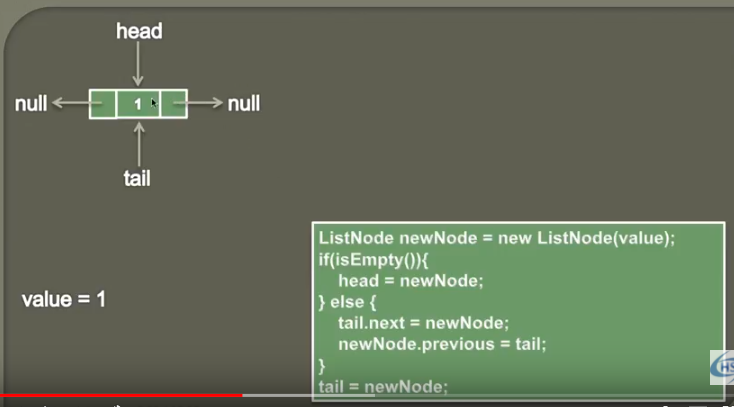 head
null
1
null
tail
value = 1
ListNode newNode = new ListNode(value);
if(isEmpty()){
head = newNode;
} else {
tail.next = newNode;
newNode.previous = tail;
}
tail = newNode;
HS